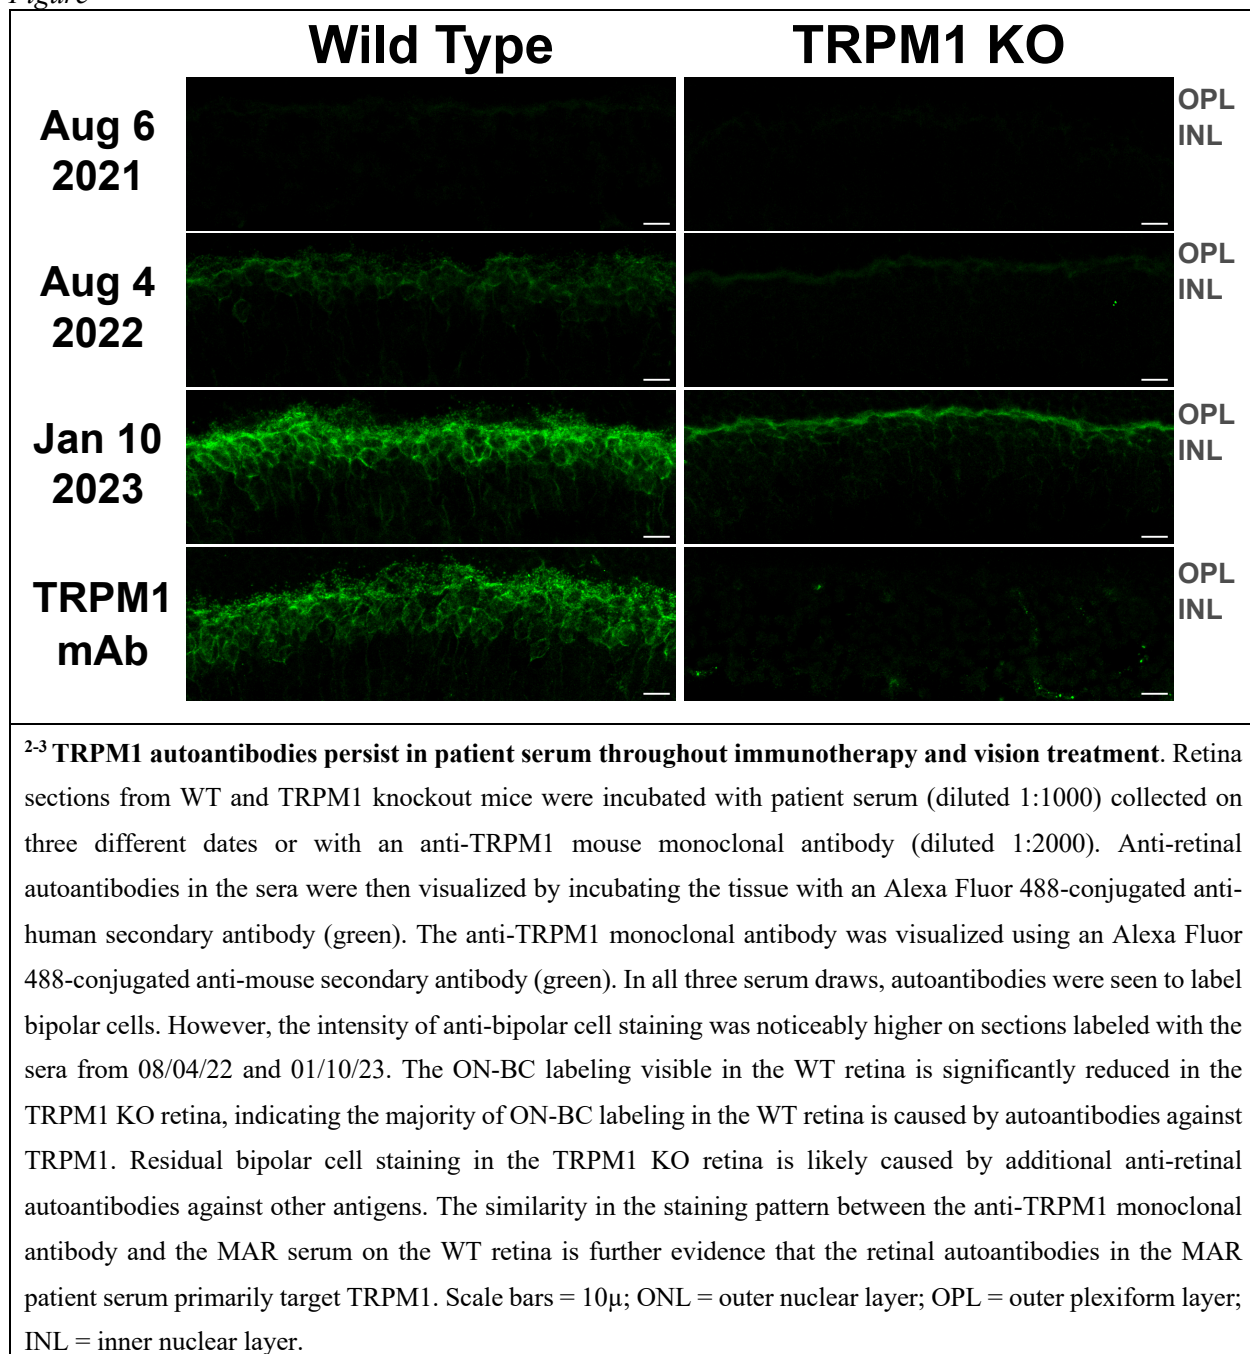 Figure
Wild Type TRPM1 KO
Aug 6
2021
OPL
INL
Aug 4
2022
OPL
INL
Jan 10
2023
OPL
INL
TRPM1
mAb
OPL
INL
2-3 TRPM1 autoantibodies persist in patient serum throughout immunotherapy and vision treatment. Retina
sections from WT and TRPM1 knockout mice were incubated with patient serum (diluted 1:1000) collected on
three different dates or with an anti-TRPM1 mouse monoclonal antibody (diluted 1:2000). Anti-retinal
autoantibodies in the sera were then visualized by incubating the tissue with an Alexa Fluor 488-conjugated anti-
human secondary antibody (green). The anti-TRPM1 monoclonal antibody was visualized using an Alexa Fluor
488-conjugated anti-mouse secondary antibody (green). In all three serum draws, autoantibodies were seen to label
bipolar cells. However, the intensity of anti-bipolar cell staining was noticeably higher on sections labeled with the
sera from 08/04/22 and 01/10/23. The ON-BC labeling visible in the WT retina is significantly reduced in the
TRPM1 KO retina, indicating the majority of ON-BC labeling in the WT retina is caused by autoantibodies against
TRPM1. Residual bipolar cell staining in the TRPM1 KO retina is likely caused by additional anti-retinal
autoantibodies against other antigens. The similarity in the staining pattern between the anti-TRPM1 monoclonal
antibody and the MAR serum on the WT retina is further evidence that the retinal autoantibodies in the MAR
patient serum primarily target TRPM1. Scale bars = 10µ; ONL = outer nuclear layer; OPL = outer plexiform layer;
INL = inner nuclear layer.